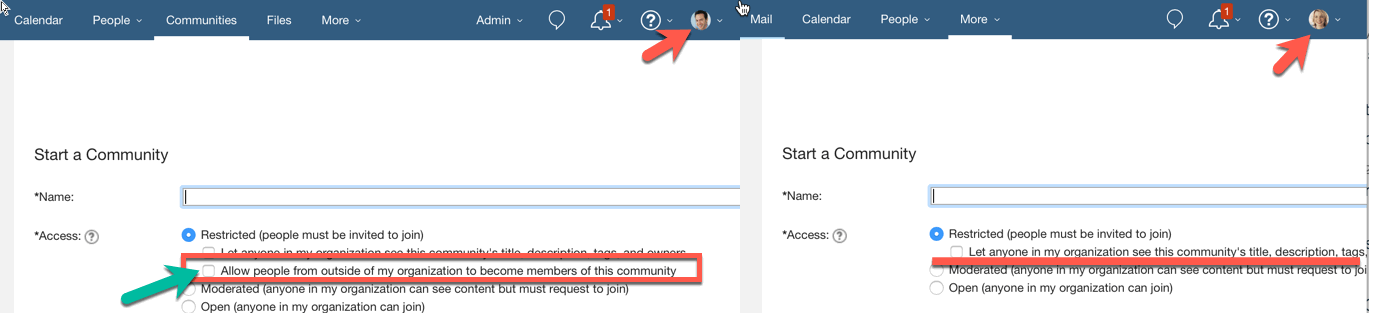 Calendar People Communities Files More Admin 1
Start a Community
*Name:
*Access: ? Restricted (people must be invited to join)
Let anyone in my organization see this community's title, description, tags, and owners
Allow people from outside of my organization to become members of this community
Moderated (anyone in my organization can see content but must request to join)
Open (anyone in my organization can join)
Mail Calendar People More 1
Start a Community
*Name:
*Access: ? Restricted (people must be invited to join)
Let anyone in my organization see this community's title, description, tags,
Moderated (anyone in my organization can see content but must request to joi
Open (anyone in my organization can join)